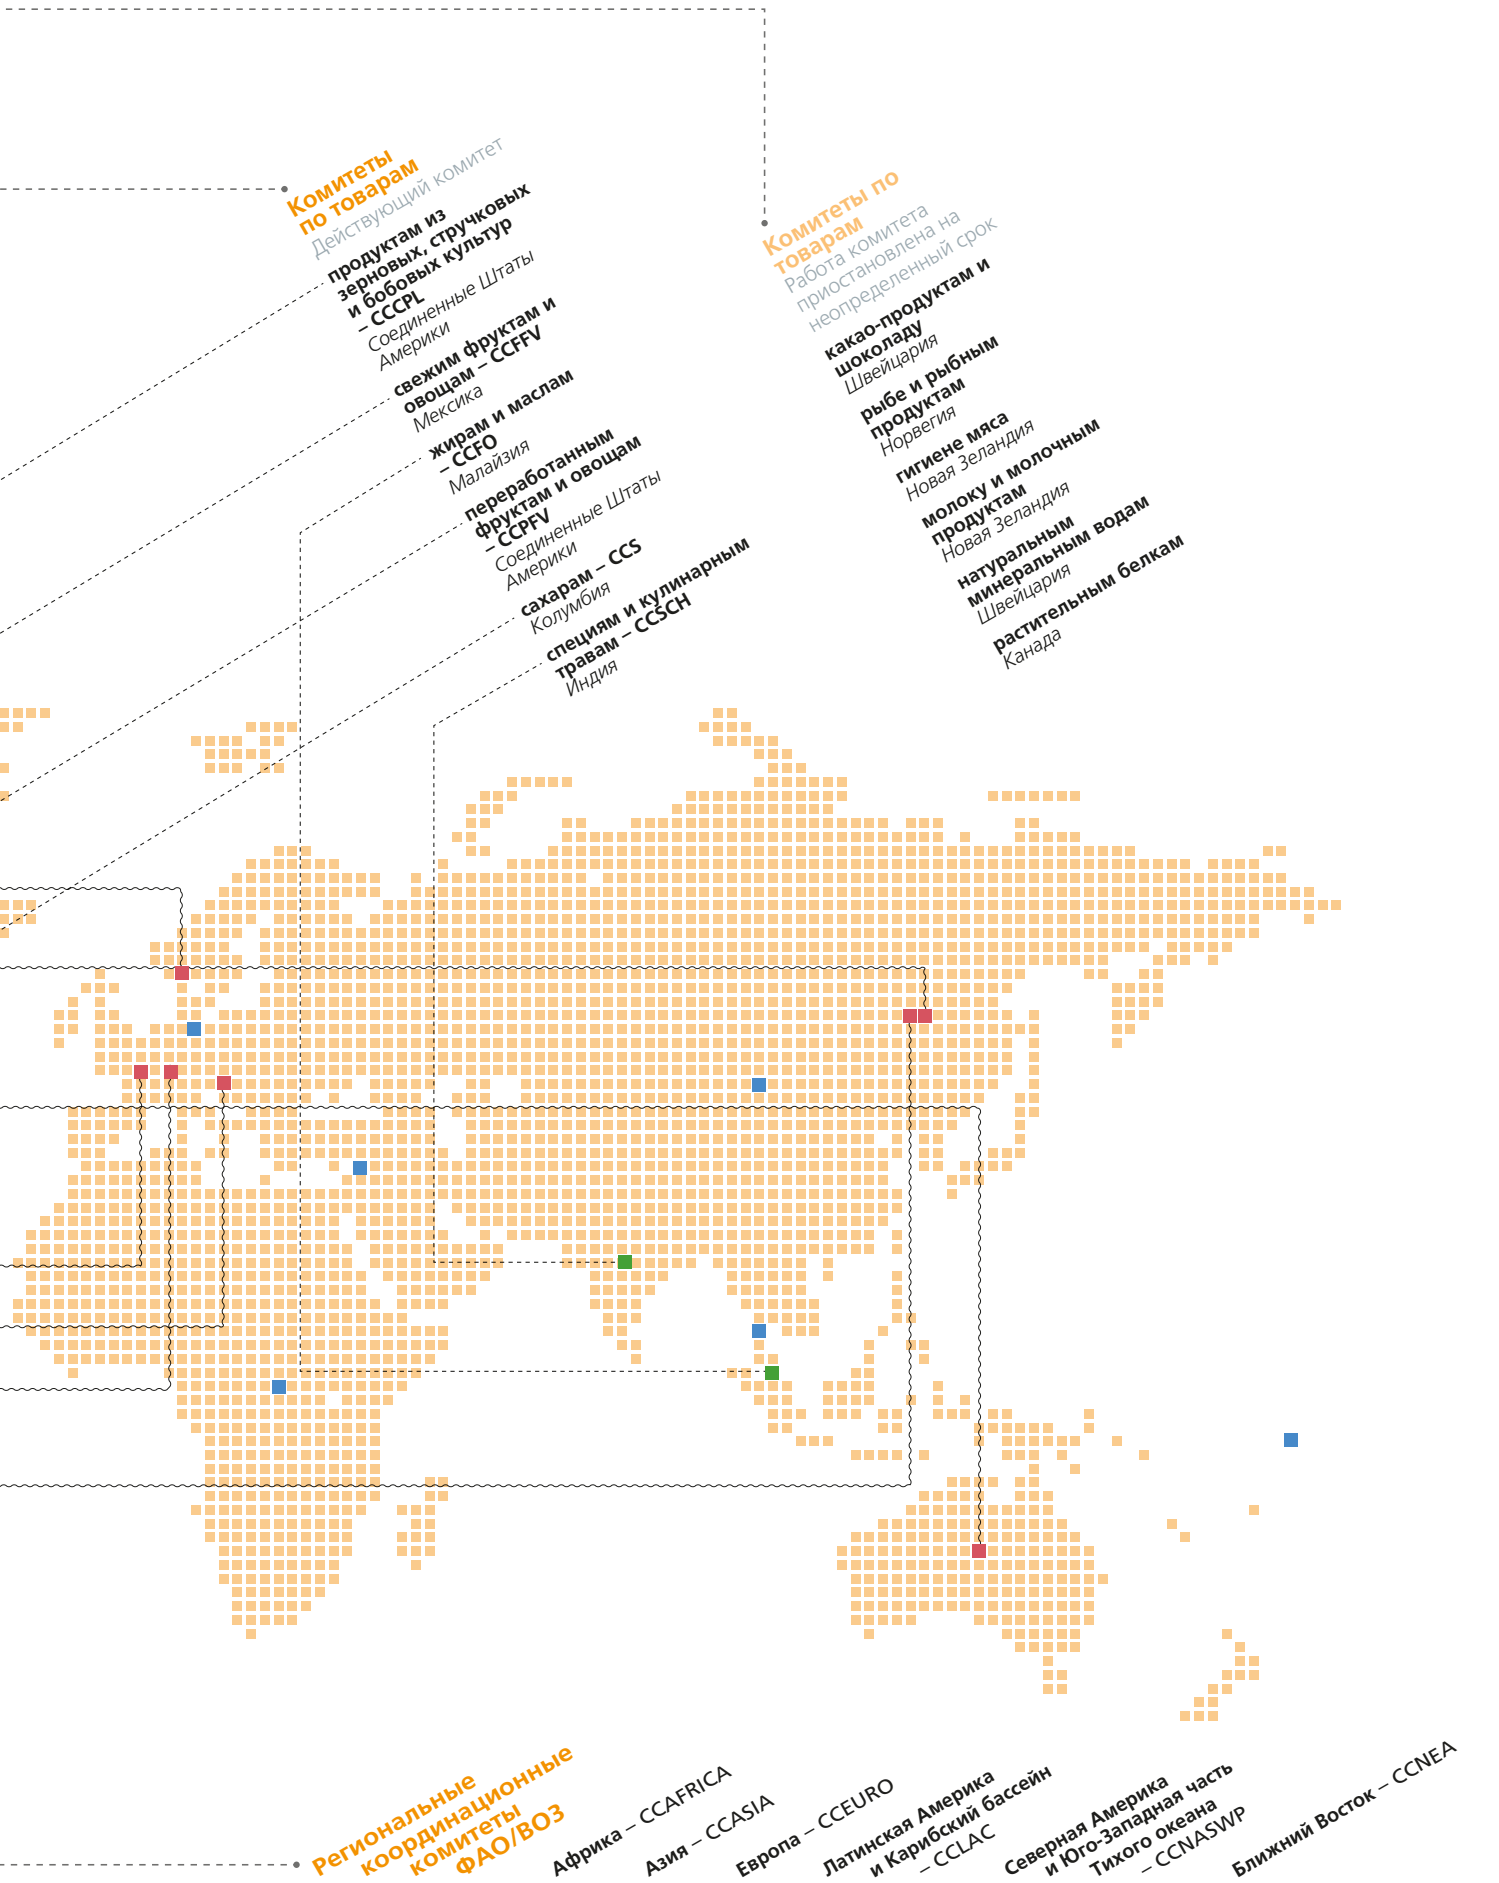 Комитеты
по товарам
Действующий комитет
продуктам из
зерновых, стручковых
и бобовых культур
– CCCPL
Соединенные Штаты
Америки
свежим фруктам и
овощам – CCFFV
Мексика
жирам и маслам
– CCFO
Малайзия
переработанным
фруктам и овощам
– CCPFV
Соединенные Штаты
Америки
сахарам – CCS
Колумбия
специям и кулинарным
травам – CCSCH
Индия
Комитеты по
товарам
Работа комитета
приостановлена на
неопределенный срок
какао-продуктам и
шоколаду
Швейцария
рыбе и рыбным
продуктам
Норвегия
гигиене мяса
Новая Зеландия
молоку и молочным
продуктам
Новая Зеландия
натуральным
минеральным водам
Швейцария
растительным белкам
Канада
Региональные
координационные
комитеты
ФАО/ВОЗ
Африка – CCAFRICA
Азия – CCASIA
Европа – CCEURO
Латинская Америка
и Карибский бассейн
– CCLAC
Северная Америка
и Юго-Западная часть
Тихого океана
– CCNASWP
Ближний Восток – CCNEA